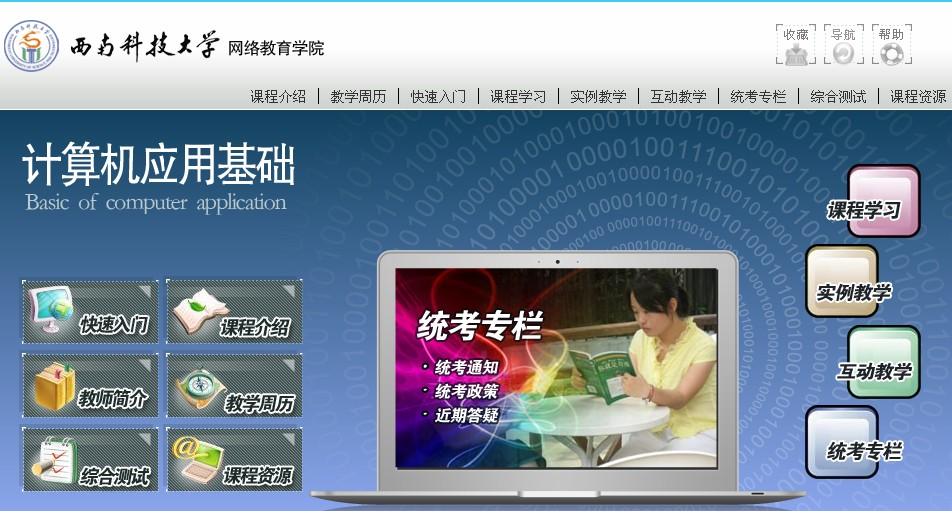 西南科技大学 网络教育学院
收藏 导航 帮助
课程介绍 教学周历 快速入门 课程学习 实例教学 互动教学 统考专栏 综合测试 课程资源
计算机应用基础
Basic of computer application
快速入门 课程介绍
教师简介 教学周历
综合测试 课程资源
统考专栏
· 统考通知
· 统考政策
· 近期答疑
课程学习
实例教学
互动教学
统考专栏